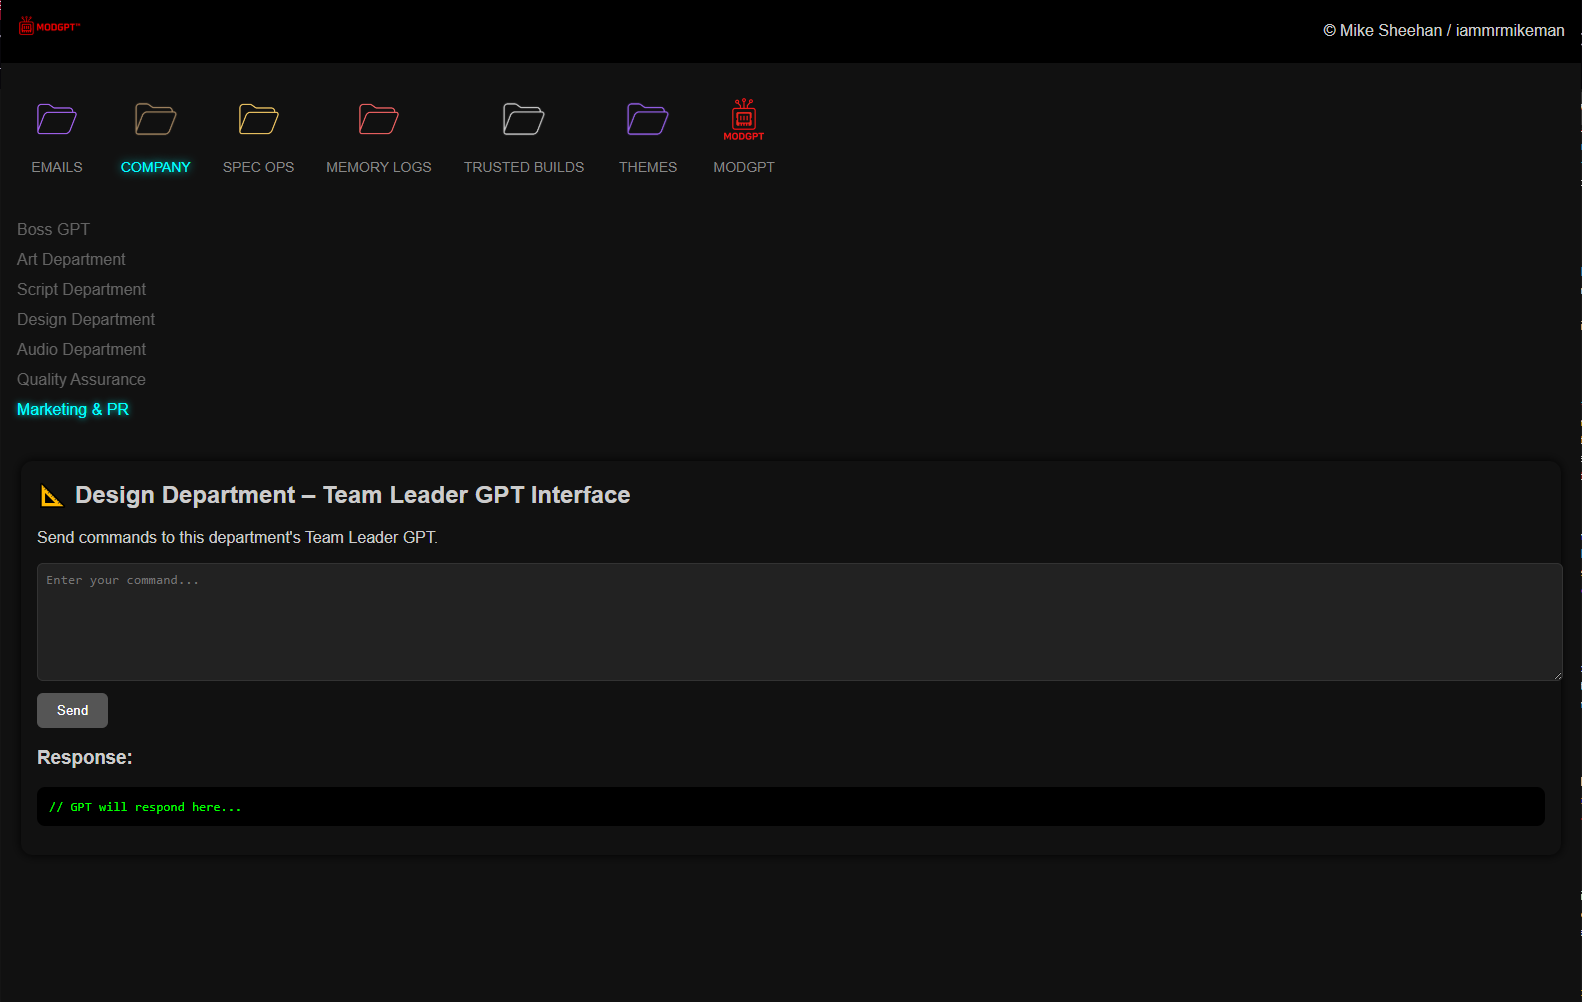 MODGPT™
© Mike Sheehan / iammrmikeman
MODGPT
EMAILS COMPANY SPEC OPS MEMORY LOGS TRUSTED BUILDS THEMES MODGPT
Boss GPT
Art Department
Script Department
Design Department
Audio Department
Quality Assurance
Marketing & PR
Design Department – Team Leader GPT Interface
Send commands to this department's Team Leader GPT.
Enter your command...
Send
Response:
// GPT will respond here...